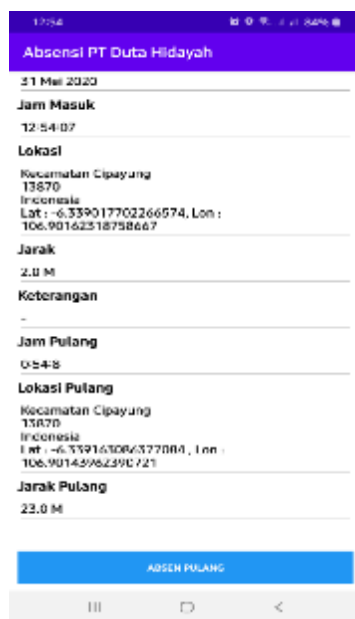 12:54
84%
Absensi PT Duta Hidayah
31 Mei 2020
Jam Masuk
12:54:07
Lokasi
Kecamatan Cipayung
13870
Indonesia
Lat : -6.339017702266574, Lon :
106.90162318758667
Jarak
2.0 M
Keterangan
-
Jam Pulang
0:54:8
Lokasi Pulang
Kecamatan Cipayung
13870
Indonesia
Lat : -6.339163086377084, Lon :
106.90143962390721
Jarak Pulang
23.0 M
ABSEN PULANG